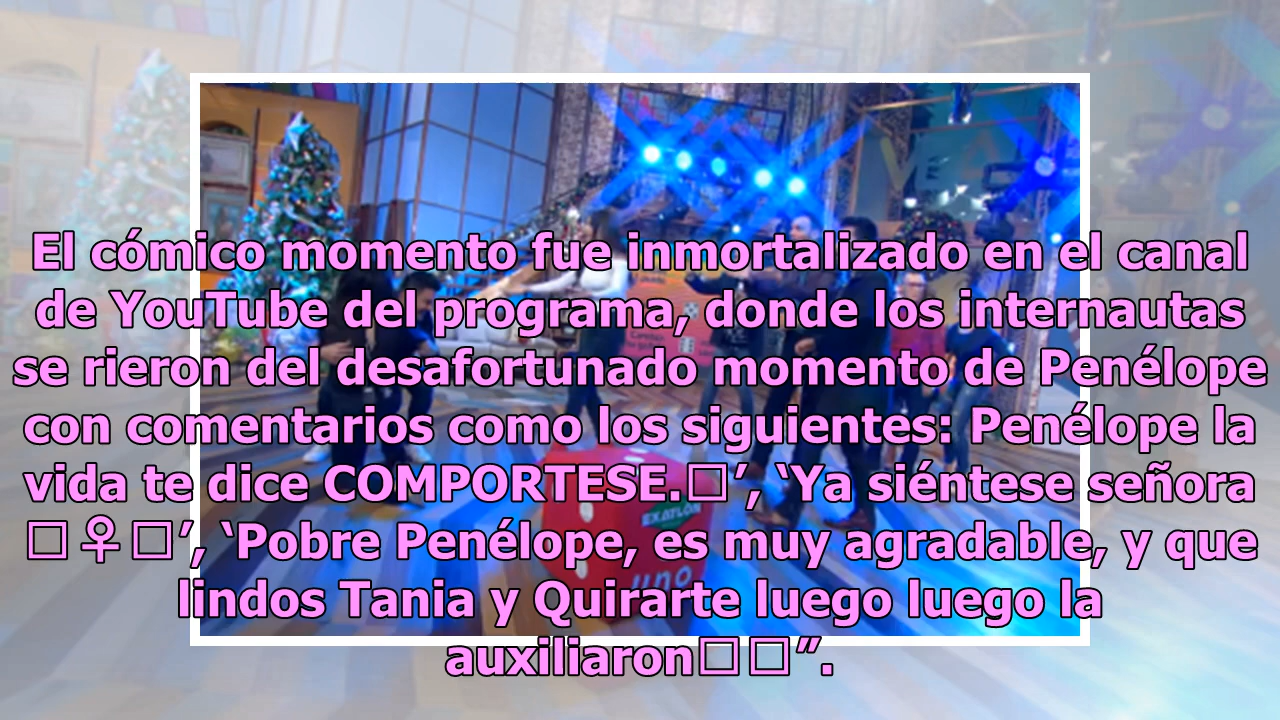 El cómico momento fue inmortalizado en el canal
de YouTube del programa, donde los internautas
se rieron del desafortunado momento de Penélope
con comentarios como los siguientes: Penélope la
vida te dice COMPORTESE.□’, ‘Ya siéntese señora
□♀□’, ‘Pobre Penélope, es muy agradable, y que
lindos Tania y Quirarte luego luego la
auxiliaron□□”.
EXATLÓN
uno